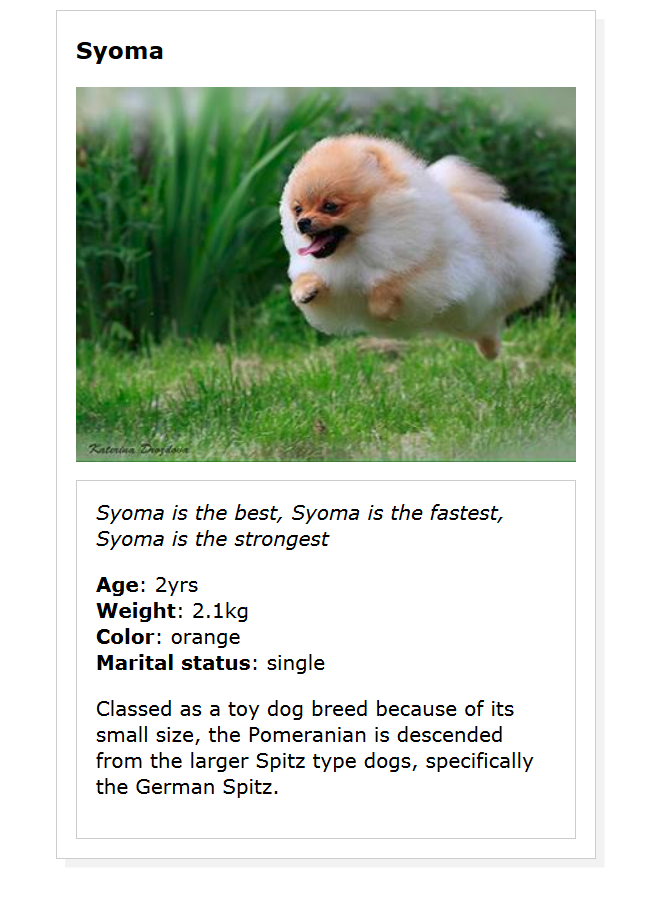 Syoma
Katerina Drozdova
Syoma is the best, Syoma is the fastest,
Syoma is the strongest
Age: 2yrs
Weight: 2.1kg
Color: orange
Marital status: single
Classed as a toy dog breed because of its
small size, the Pomeranian is descended
from the larger Spitz type dogs, specifically
the German Spitz.